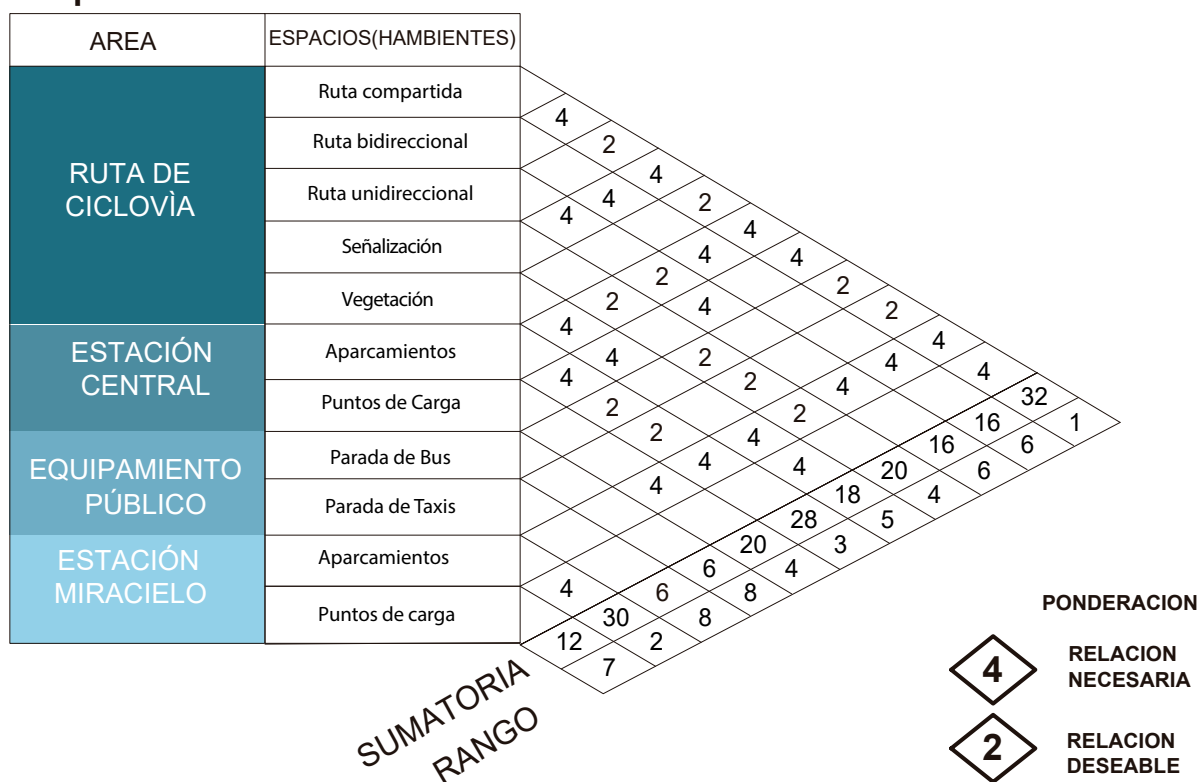 AREA
ESPACIOS(HAMBIENTES)
RUTA DE
CICLOVÌA
Ruta compartida
Ruta bidireccional
Ruta unidireccional
Señalización
Vegetación
ESTACIÓN
CENTRAL
Aparcamientos
Puntos de Carga
EQUIPAMIENTO
PÚBLICO
Parada de Bus
Parada de Taxis
ESTACIÓN
MIRACIELO
Aparcamientos
Puntos de carga
4
2
4
4 4 2
4
4 4
2 2
2 4 2
4 4
4 2 4 4
4 2 4 32
2 2 16 1
2 4 16 6
4 4 20 6
4 18 4
28 5
20 3
6 4
4 6 8
30 8
12 2
7
SUMATORIA
RANGO
PONDERACION
4 RELACION
NECESARIA
2 RELACION
DESEABLE